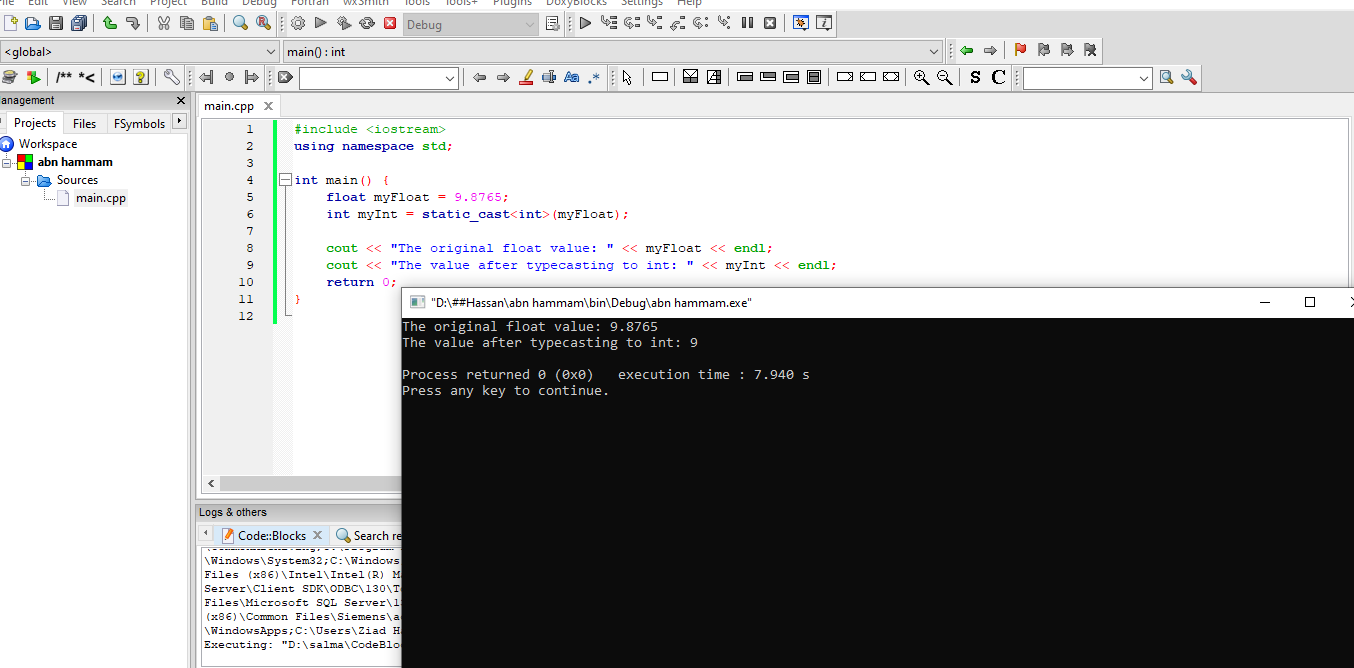 File Edit View Search Project Build Debug Fortran wxSmith Tools Tools+ Plugins DoxyBlocks Settings Help
Debug
<global> main() : int
/** *<
S C
Management
Projects Files FSymbols
Workspace
abn hammam
Sources
main.cpp
main.cpp
1 #include <iostream>
2 using namespace std;
3
4 int main() {
5 float myFloat = 9.8765;
6 int myInt = static_cast<int>(myFloat);
7
8 cout << "The original float value: " << myFloat << endl;
9 cout << "The value after typecasting to int: " << myInt << endl;
10 return 0;
11 }
12
"D:\##Hassan\abn hammam\bin\Debug\abn hammam.exe"
The original float value: 9.8765
The value after typecasting to int: 9
Process returned 0 (0x0) execution time : 7.940 s
Press any key to continue.
Logs & others
Code::Blocks Search re
\Windows\System32;C:\Windows
Files (x86)\Intel\Intel(R) M
Server\Client SDK\ODBC\130\T
Files\Microsoft SQL Server\1
(x86)\Common Files\Siemens\a
\WindowsApps;C:\Users\Ziad H
Executing: "D:\salma\CodeBlo